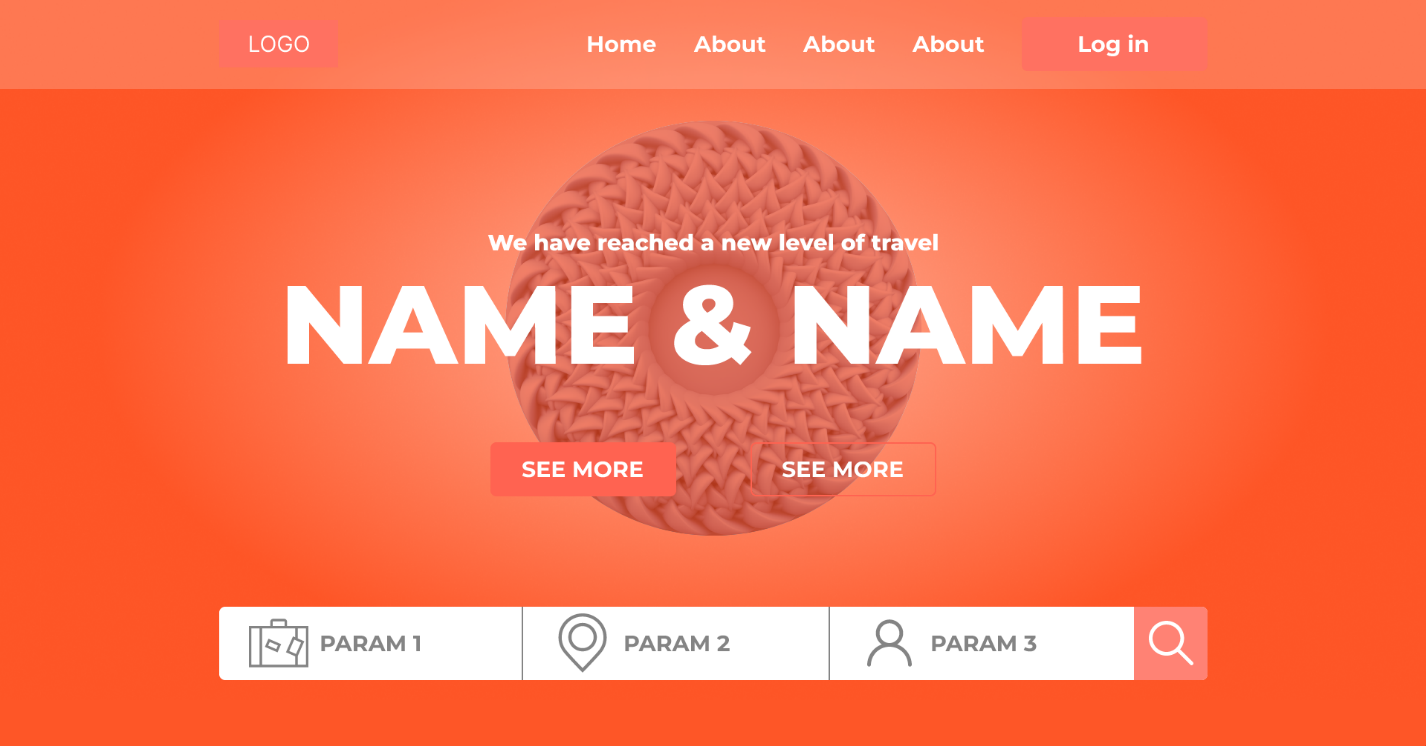 LOGO Home About About About Log in
We have reached a new level of travel
NAME & NAME
SEE MORE SEE MORE
PARAM 1 PARAM 2 PARAM 3